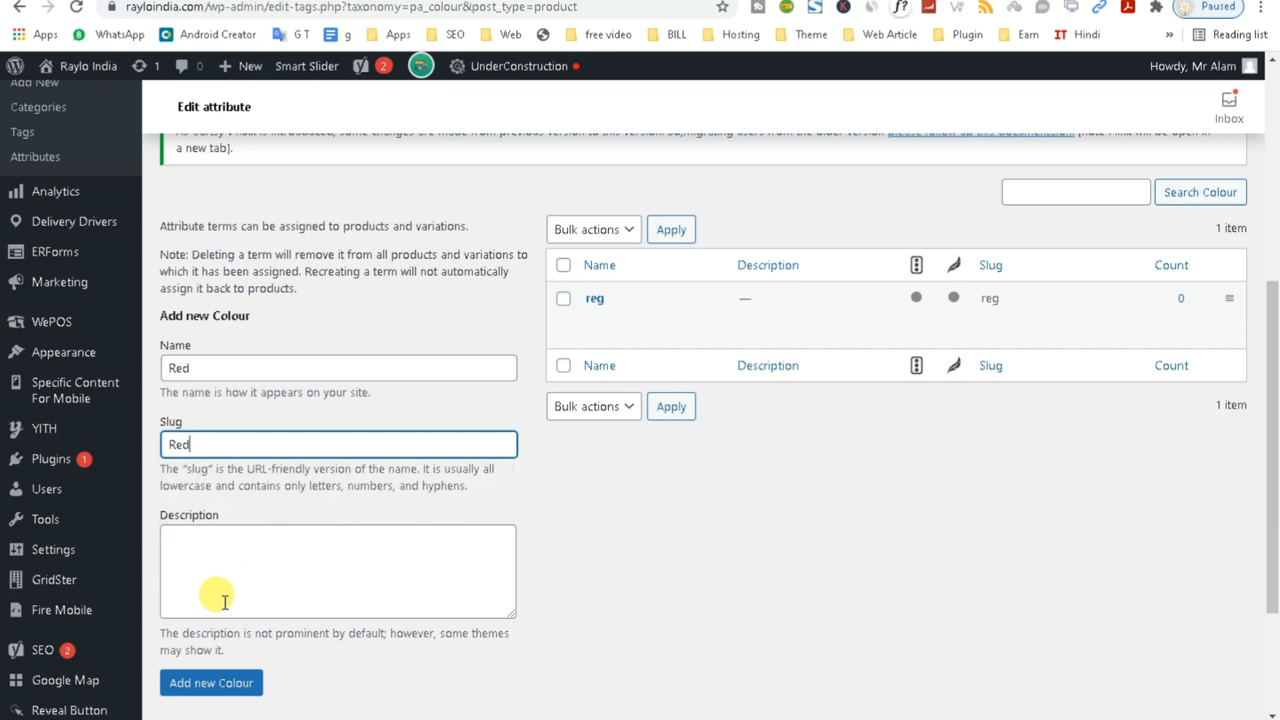 rayloindia.com/wp-admin/edit-tags.php?taxonomy=pa_colour&post_type=product
Paused
Apps WhatsApp Android Creator G T g Apps SEO Web free video BILL Hosting Theme Web Article Plugin Earn IT Hindi » Reading list
Raylo India 1 0 New Smart Slider 2 UnderConstruction Howdy, Mr Alam
Add New
Categories
Tags
Attributes
Analytics
Delivery Drivers
ERForms
Marketing
WePOS
Appearance
Specific Content
For Mobile
YITH
Plugins 1
Users
Tools
Settings
GridSter
Fire Mobile
SEO 2
Google Map
Reveal Button
Edit attribute
Inbox
a new tab].
Search Colour
Attribute terms can be assigned to products and variations.
Note: Deleting a term will remove it from all products and variations to
which it has been assigned. Recreating a term will not automatically
assign it back to products.
Add new Colour
Name
Red
The name is how it appears on your site.
Slug
Red
The “slug” is the URL-friendly version of the name. It is usually all
lowercase and contains only letters, numbers, and hyphens.
Description
The description is not prominent by default; however, some themes
may show it.
Add new Colour
Bulk actions Apply 1 item
Name Description Slug Count
reg — reg 0
Name Description Slug Count
Bulk actions Apply 1 item